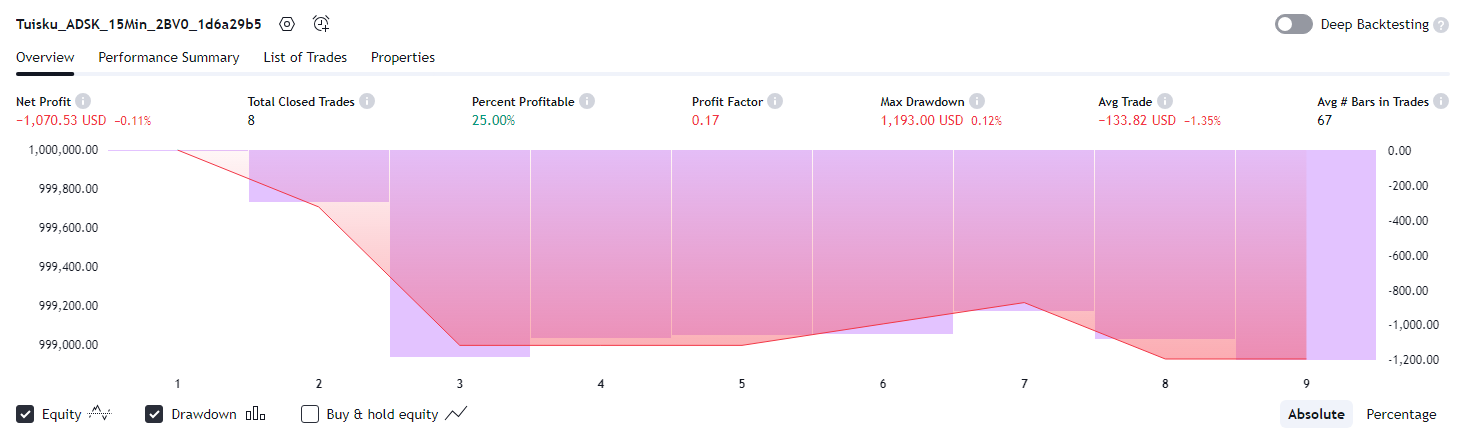 Tuisku_ADSK_15Min_2BV0_1d6a29b5 Deep Backtesting
Overview Performance Summary List of Trades Properties
Net Profit Total Closed Trades Percent Profitable Profit Factor Max Drawdown Avg Trade Avg # Bars in Trades
−1,070.53 USD −0.11% 8 25.00% 0.17 1,193.00 USD 0.12% −133.82 USD −1.35% 67
1,000,000.00 0.00
999,800.00 -200.00
999,600.00 -400.00
999,400.00 -600.00
999,200.00 -800.00
999,000.00 -1,000.00
-1,200.00
1 2 3 4 5 6 7 8 9
Equity Drawdown Buy & hold equity Absolute Percentage